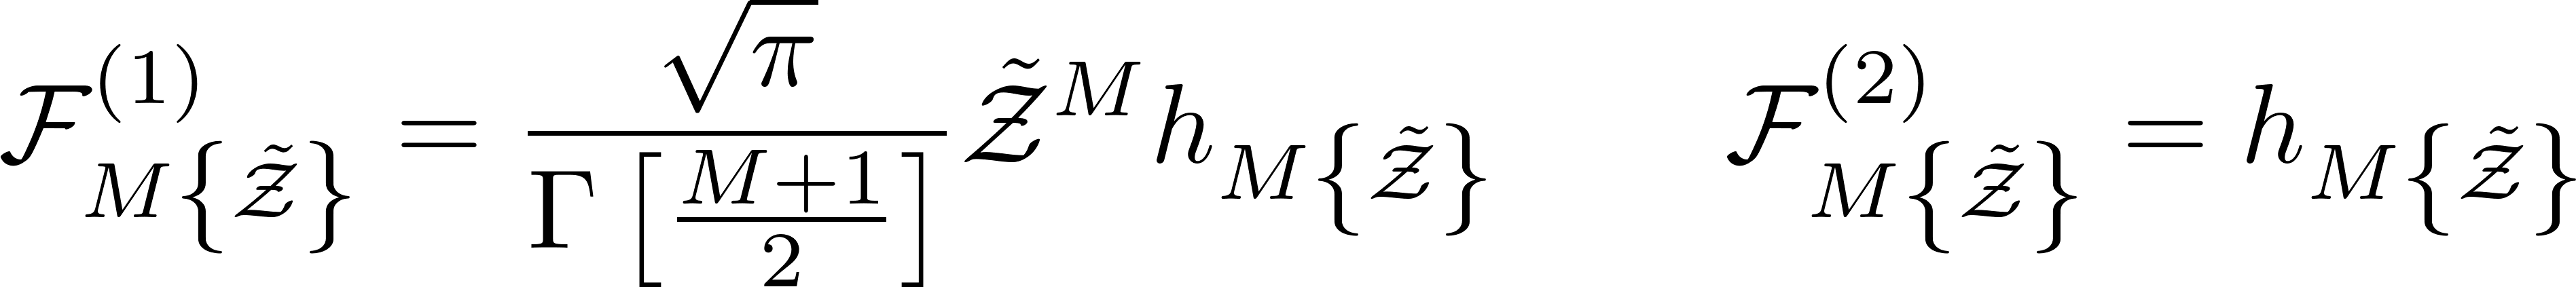 \mathcal{F}^{(1)}_{M\{\tilde{\mathcal{Z}}\}} = \frac{\sqrt{\pi}}{\Gamma\left[\frac{M+1}{2}\right]} \tilde{\mathcal{Z}}^{M} h_{M\{\tilde{\mathcal{Z}}\}} \qquad \mathcal{F}^{(2)}_{M\{\tilde{\mathcal{Z}}\}} = h_{M\{\tilde{\mathcal{Z}}\}}